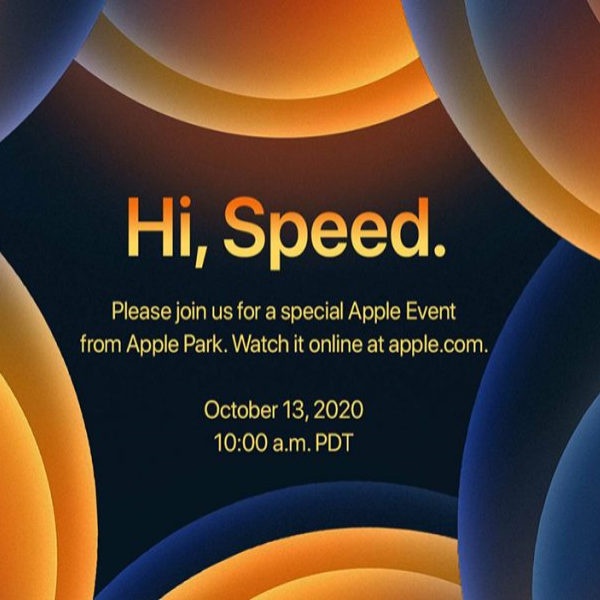 Hi, Speed.
Please join us for a special Apple Event
from Apple Park. Watch it online at apple.com.
October 13, 2020
10:00 a.m. PDT